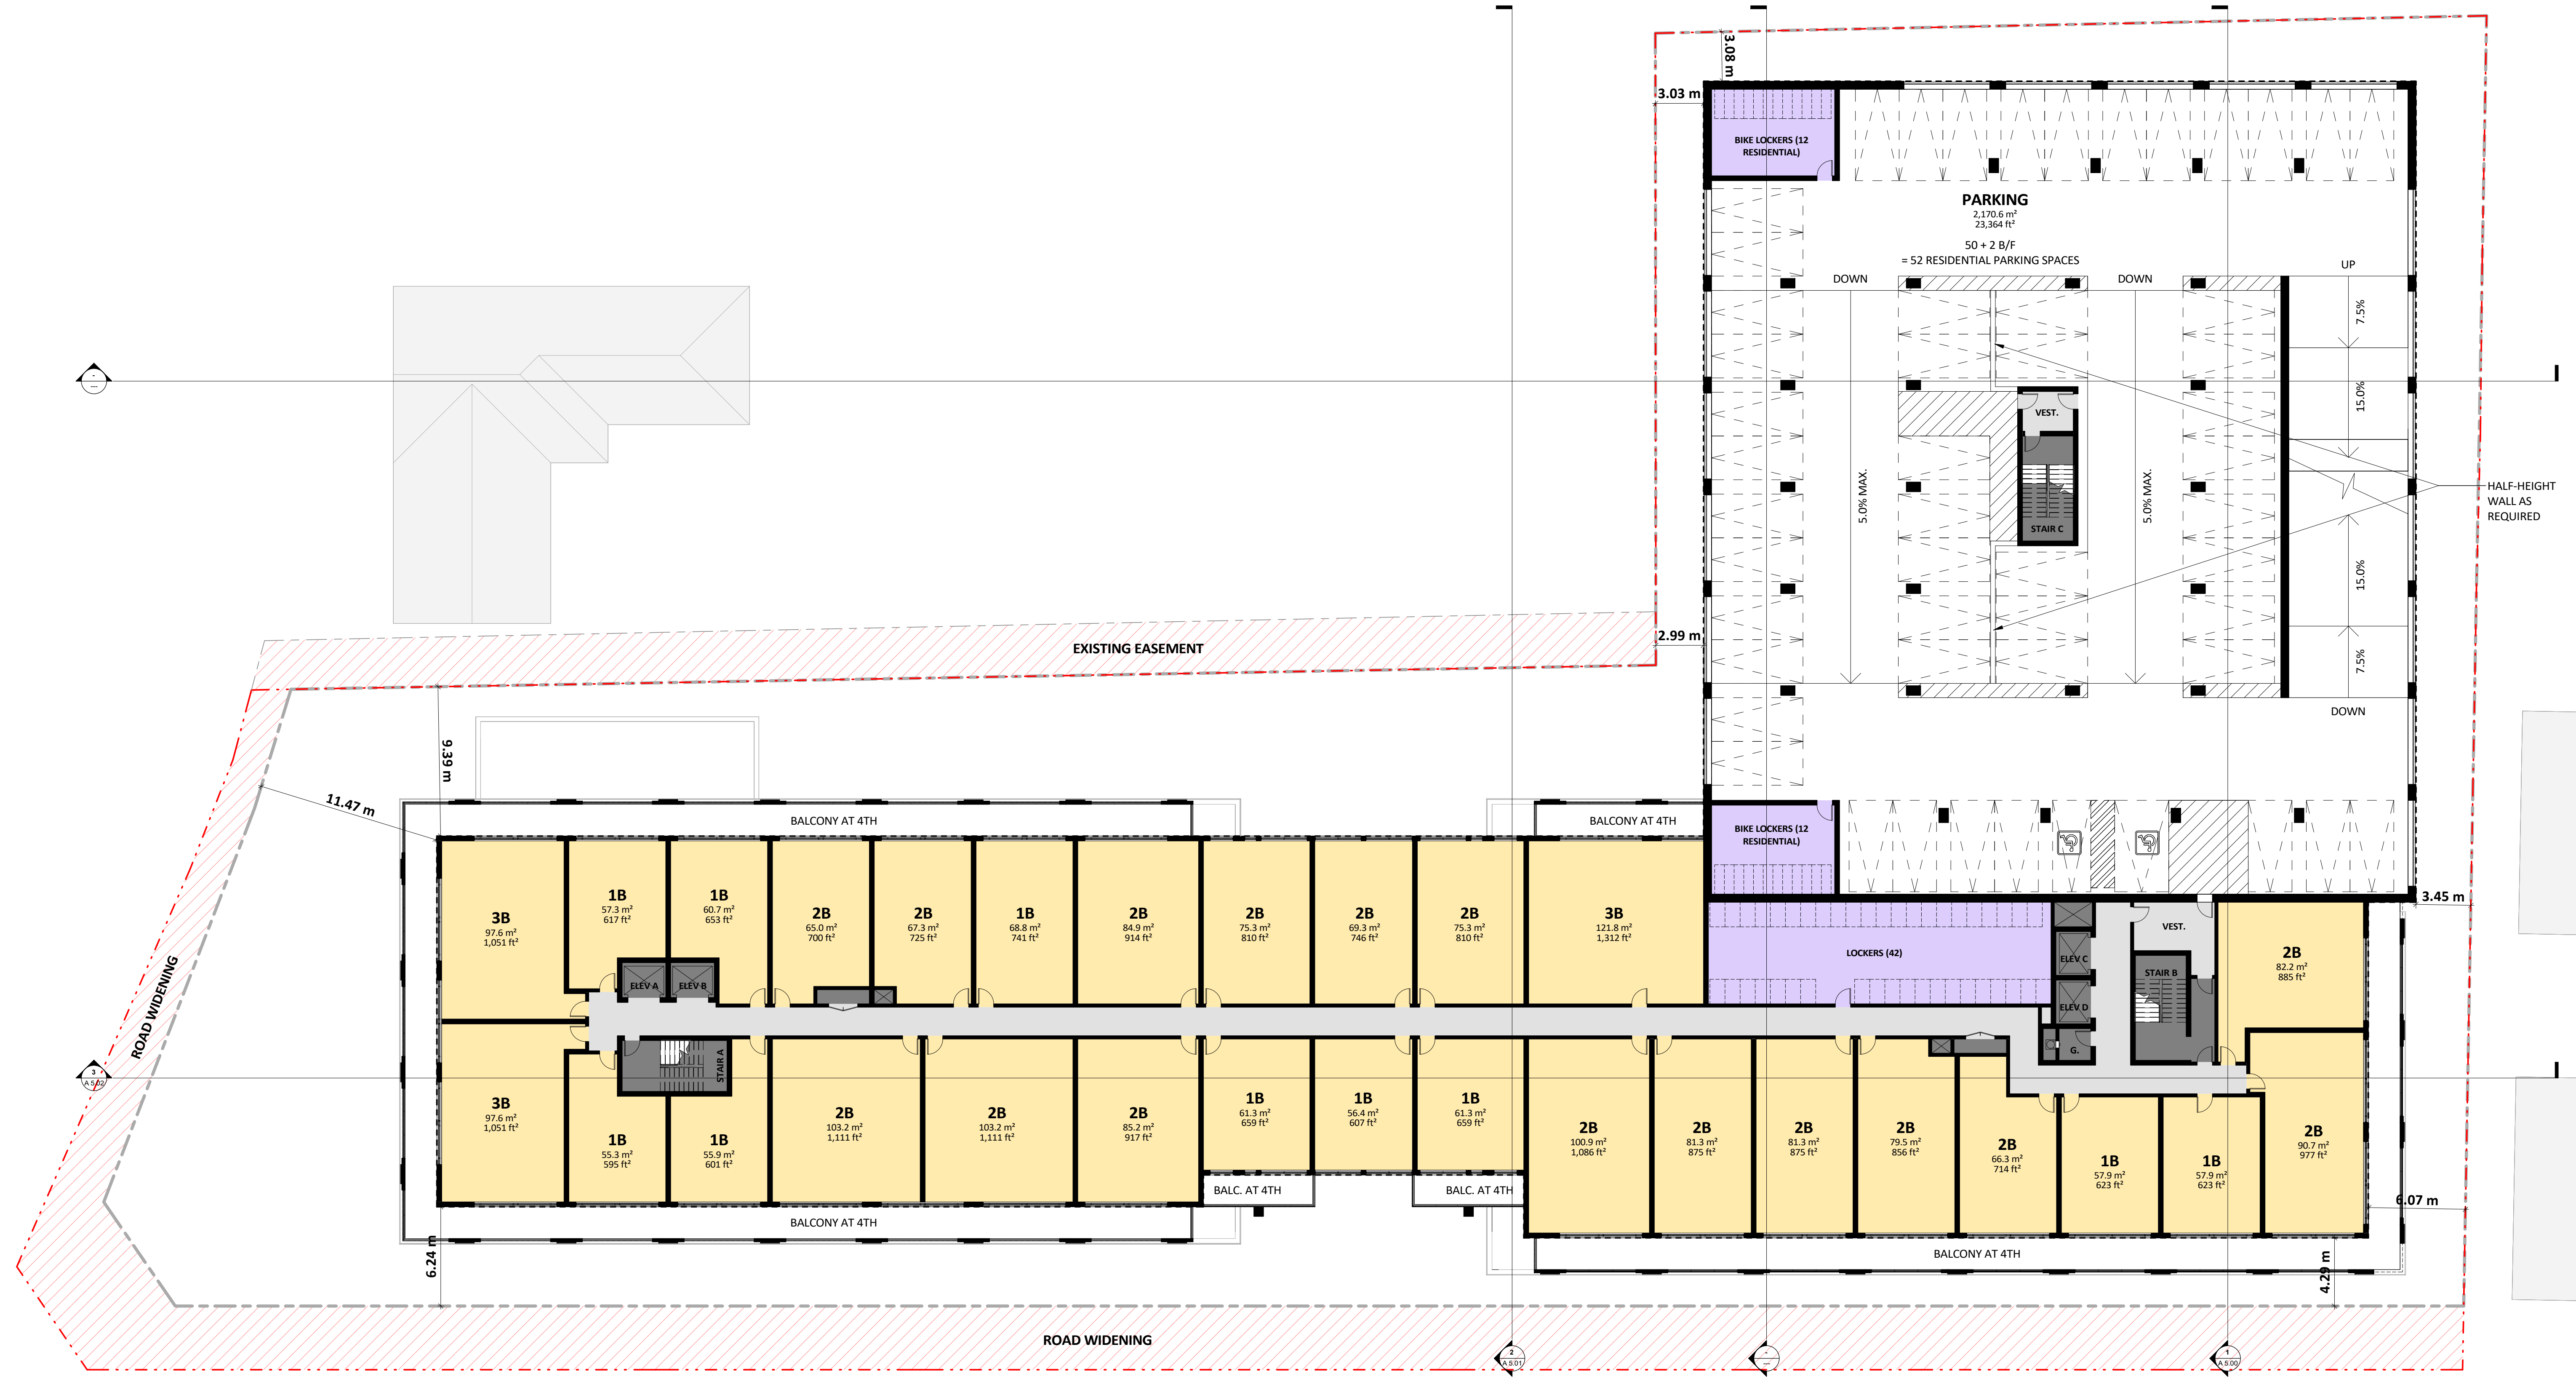 3.08 m
3.03 m
BIKE LOCKERS (12
RESIDENTIAL)
PARKING
2,170.6 m²
23,364 ft²
50 + 2 B/F
= 52 RESIDENTIAL PARKING SPACES
DOWN
DOWN
UP
7.5%
15.0%
-
---
VEST.
5.0% MAX.
5.0% MAX.
STAIR C
HALF-HEIGHT
WALL AS
REQUIRED
15.0%
7.5%
DOWN
2.99 m
EXISTING EASEMENT
9.39 m
11.47 m
BALCONY AT 4TH
BALCONY AT 4TH
BIKE LOCKERS (12
RESIDENTIAL)
3.45 m
3B
97.6 m²
1,051 ft²
1B
57.3 m²
617 ft²
1B
60.7 m²
653 ft²
2B
65.0 m²
700 ft²
2B
67.3 m²
725 ft²
1B
68.8 m²
741 ft²
2B
84.9 m²
914 ft²
2B
75.3 m²
810 ft²
2B
69.3 m²
746 ft²
2B
75.3 m²
810 ft²
3B
121.8 m²
1,312 ft²
LOCKERS (42)
ELEV C
VEST.
STAIR B
2B
82.2 m²
885 ft²
ELEV A
ELEV B
ELEV D
G.
ROAD WIDENING
3
A 5.02
STAIR A
3B
97.6 m²
1,051 ft²
1B
55.3 m²
595 ft²
1B
55.9 m²
601 ft²
2B
103.2 m²
1,111 ft²
2B
103.2 m²
1,111 ft²
2B
85.2 m²
917 ft²
1B
61.3 m²
659 ft²
1B
56.4 m²
607 ft²
1B
61.3 m²
659 ft²
2B
100.9 m²
1,086 ft²
2B
81.3 m²
875 ft²
2B
81.3 m²
875 ft²
2B
79.5 m²
856 ft²
2B
66.3 m²
714 ft²
1B
57.9 m²
623 ft²
1B
57.9 m²
623 ft²
2B
90.7 m²
977 ft²
BALC. AT 4TH
BALC. AT 4TH
6.07 m
BALCONY AT 4TH
BALCONY AT 4TH
6.24 m
4.29 m
ROAD WIDENING
2
A 5.01
-
---
1
A 5.00